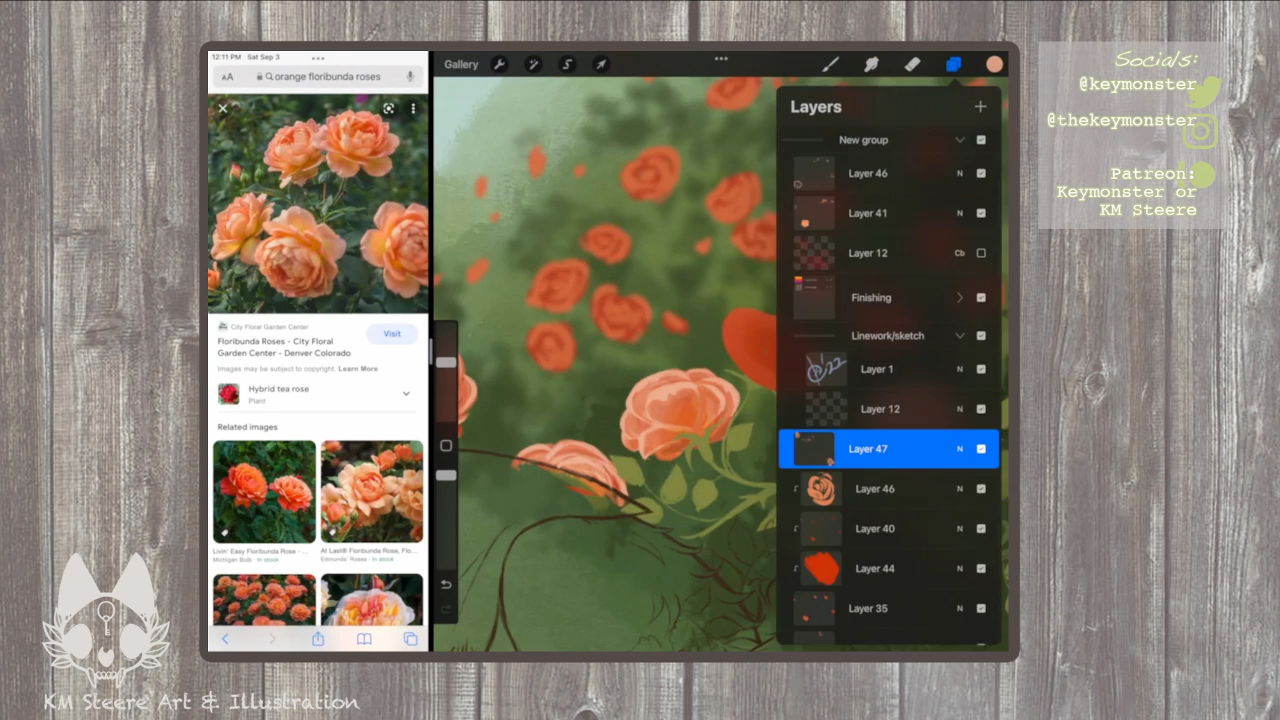 12:11 PM Sat Sep 3
AA orange floribunda roses
City Floral Garden Center
Visit
Floribunda Roses - City Floral
Garden Center - Denver Colorado
Images may be subject to copyright. Learn More
Hybrid tea rose
Plant
Related images
Livin' Easy Floribunda Rose - ...
Michigan Bulb - In stock
At Last® Floribunda Rose, Flo...
Edmunds' Roses - In stock
Gallery
Layers
New group
Layer 46 N
Layer 41 N
Layer 12 Cb
Finishing
Linework/sketch
Layer 1 N
Layer 12 N
Layer 47 N
Layer 46 N
Layer 40 N
Layer 44 N
Layer 35 N
Socials:
@keymonster
@thekeymonster
Patreon:
Keymonster or
KM Steere
KM Steere Art & Illustration